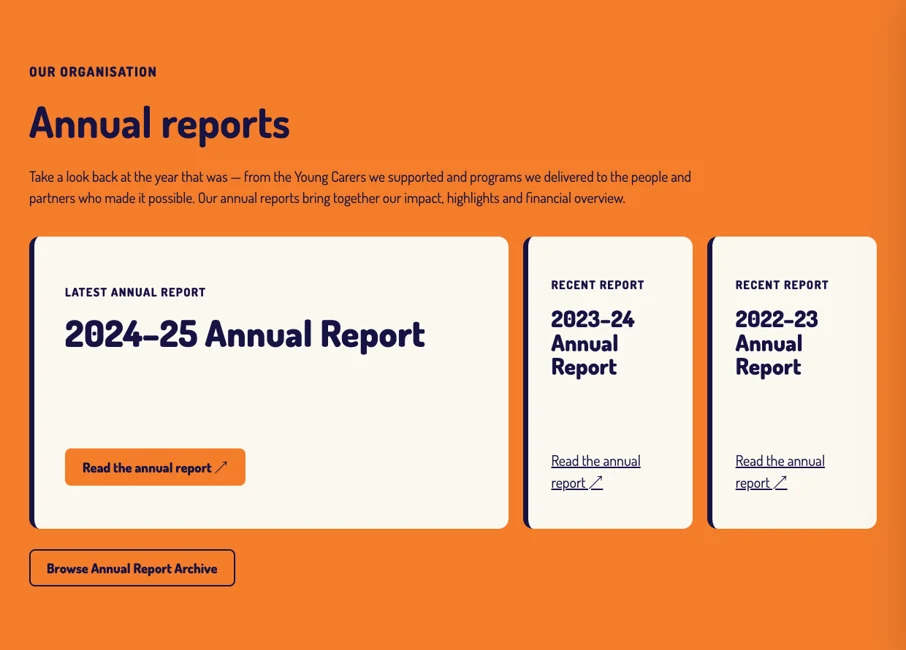 OUR ORGANISATION
Annual reports
Take a look back at the year that was — from the Young Carers we supported and programs we delivered to the people and
partners who made it possible. Our annual reports bring together our impact, highlights and financial overview.
LATEST ANNUAL REPORT
2024–25 Annual Report
Read the annual report ↗
RECENT REPORT
2023–24
Annual
Report
Read the annual
report ↗
RECENT REPORT
2022–23
Annual
Report
Read the annual
report ↗
Browse Annual Report Archive